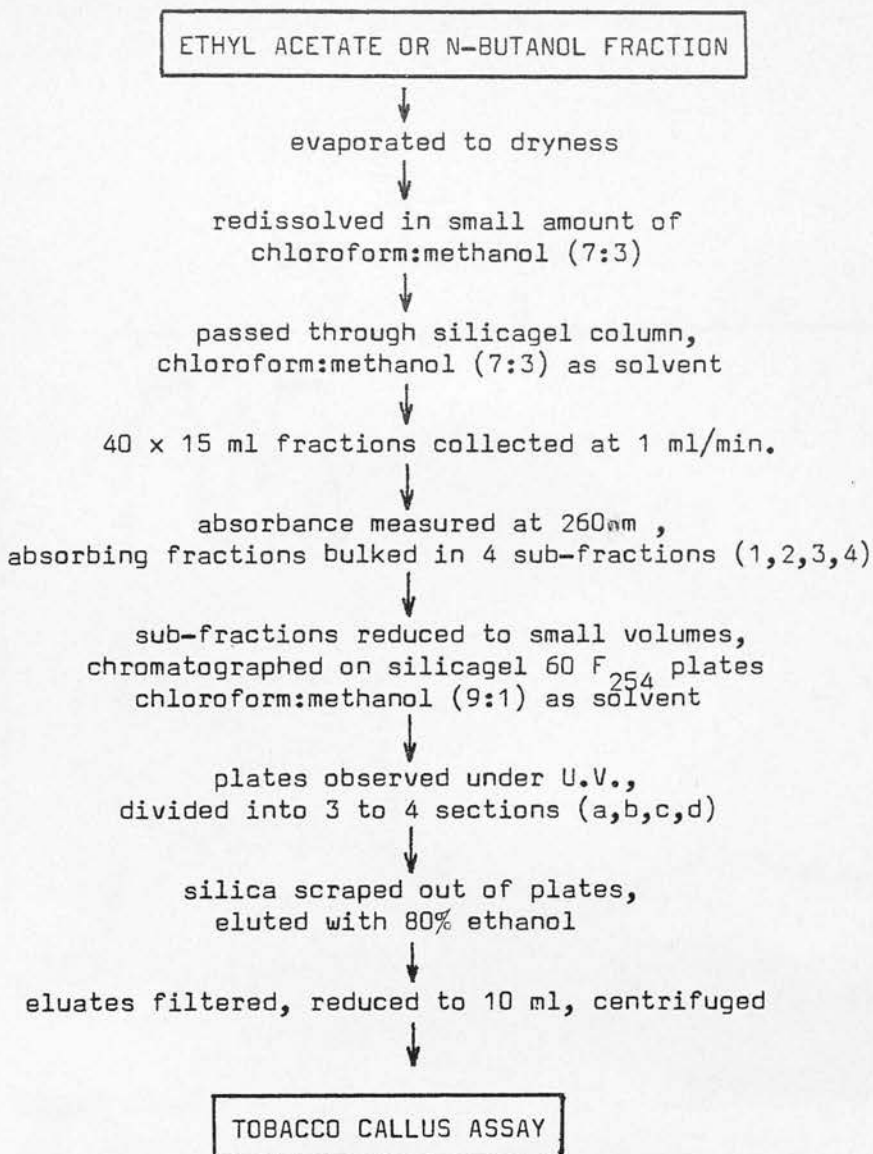 ETHYL ACETATE OR N-BUTANOL FRACTION
evaporated to dryness
redissolved in small amount of
chloroform:methanol (7:3)
passed through silicagel column,
chloroform:methanol (7:3) as solvent
40 x 15 ml fractions collected at 1 ml/min.
absorbance measured at 260nm ,
absorbing fractions bulked in 4 sub-fractions (1,2,3,4)
sub-fractions reduced to small volumes,
chromatographed on silicagel 60 F254 plates
chloroform:methanol (9:1) as solvent
plates observed under U.V.,
divided into 3 to 4 sections (a,b,c,d)
silica scraped out of plates,
eluted with 80% ethanol
eluates filtered, reduced to 10 ml, centrifuged
TOBACCO CALLUS ASSAY